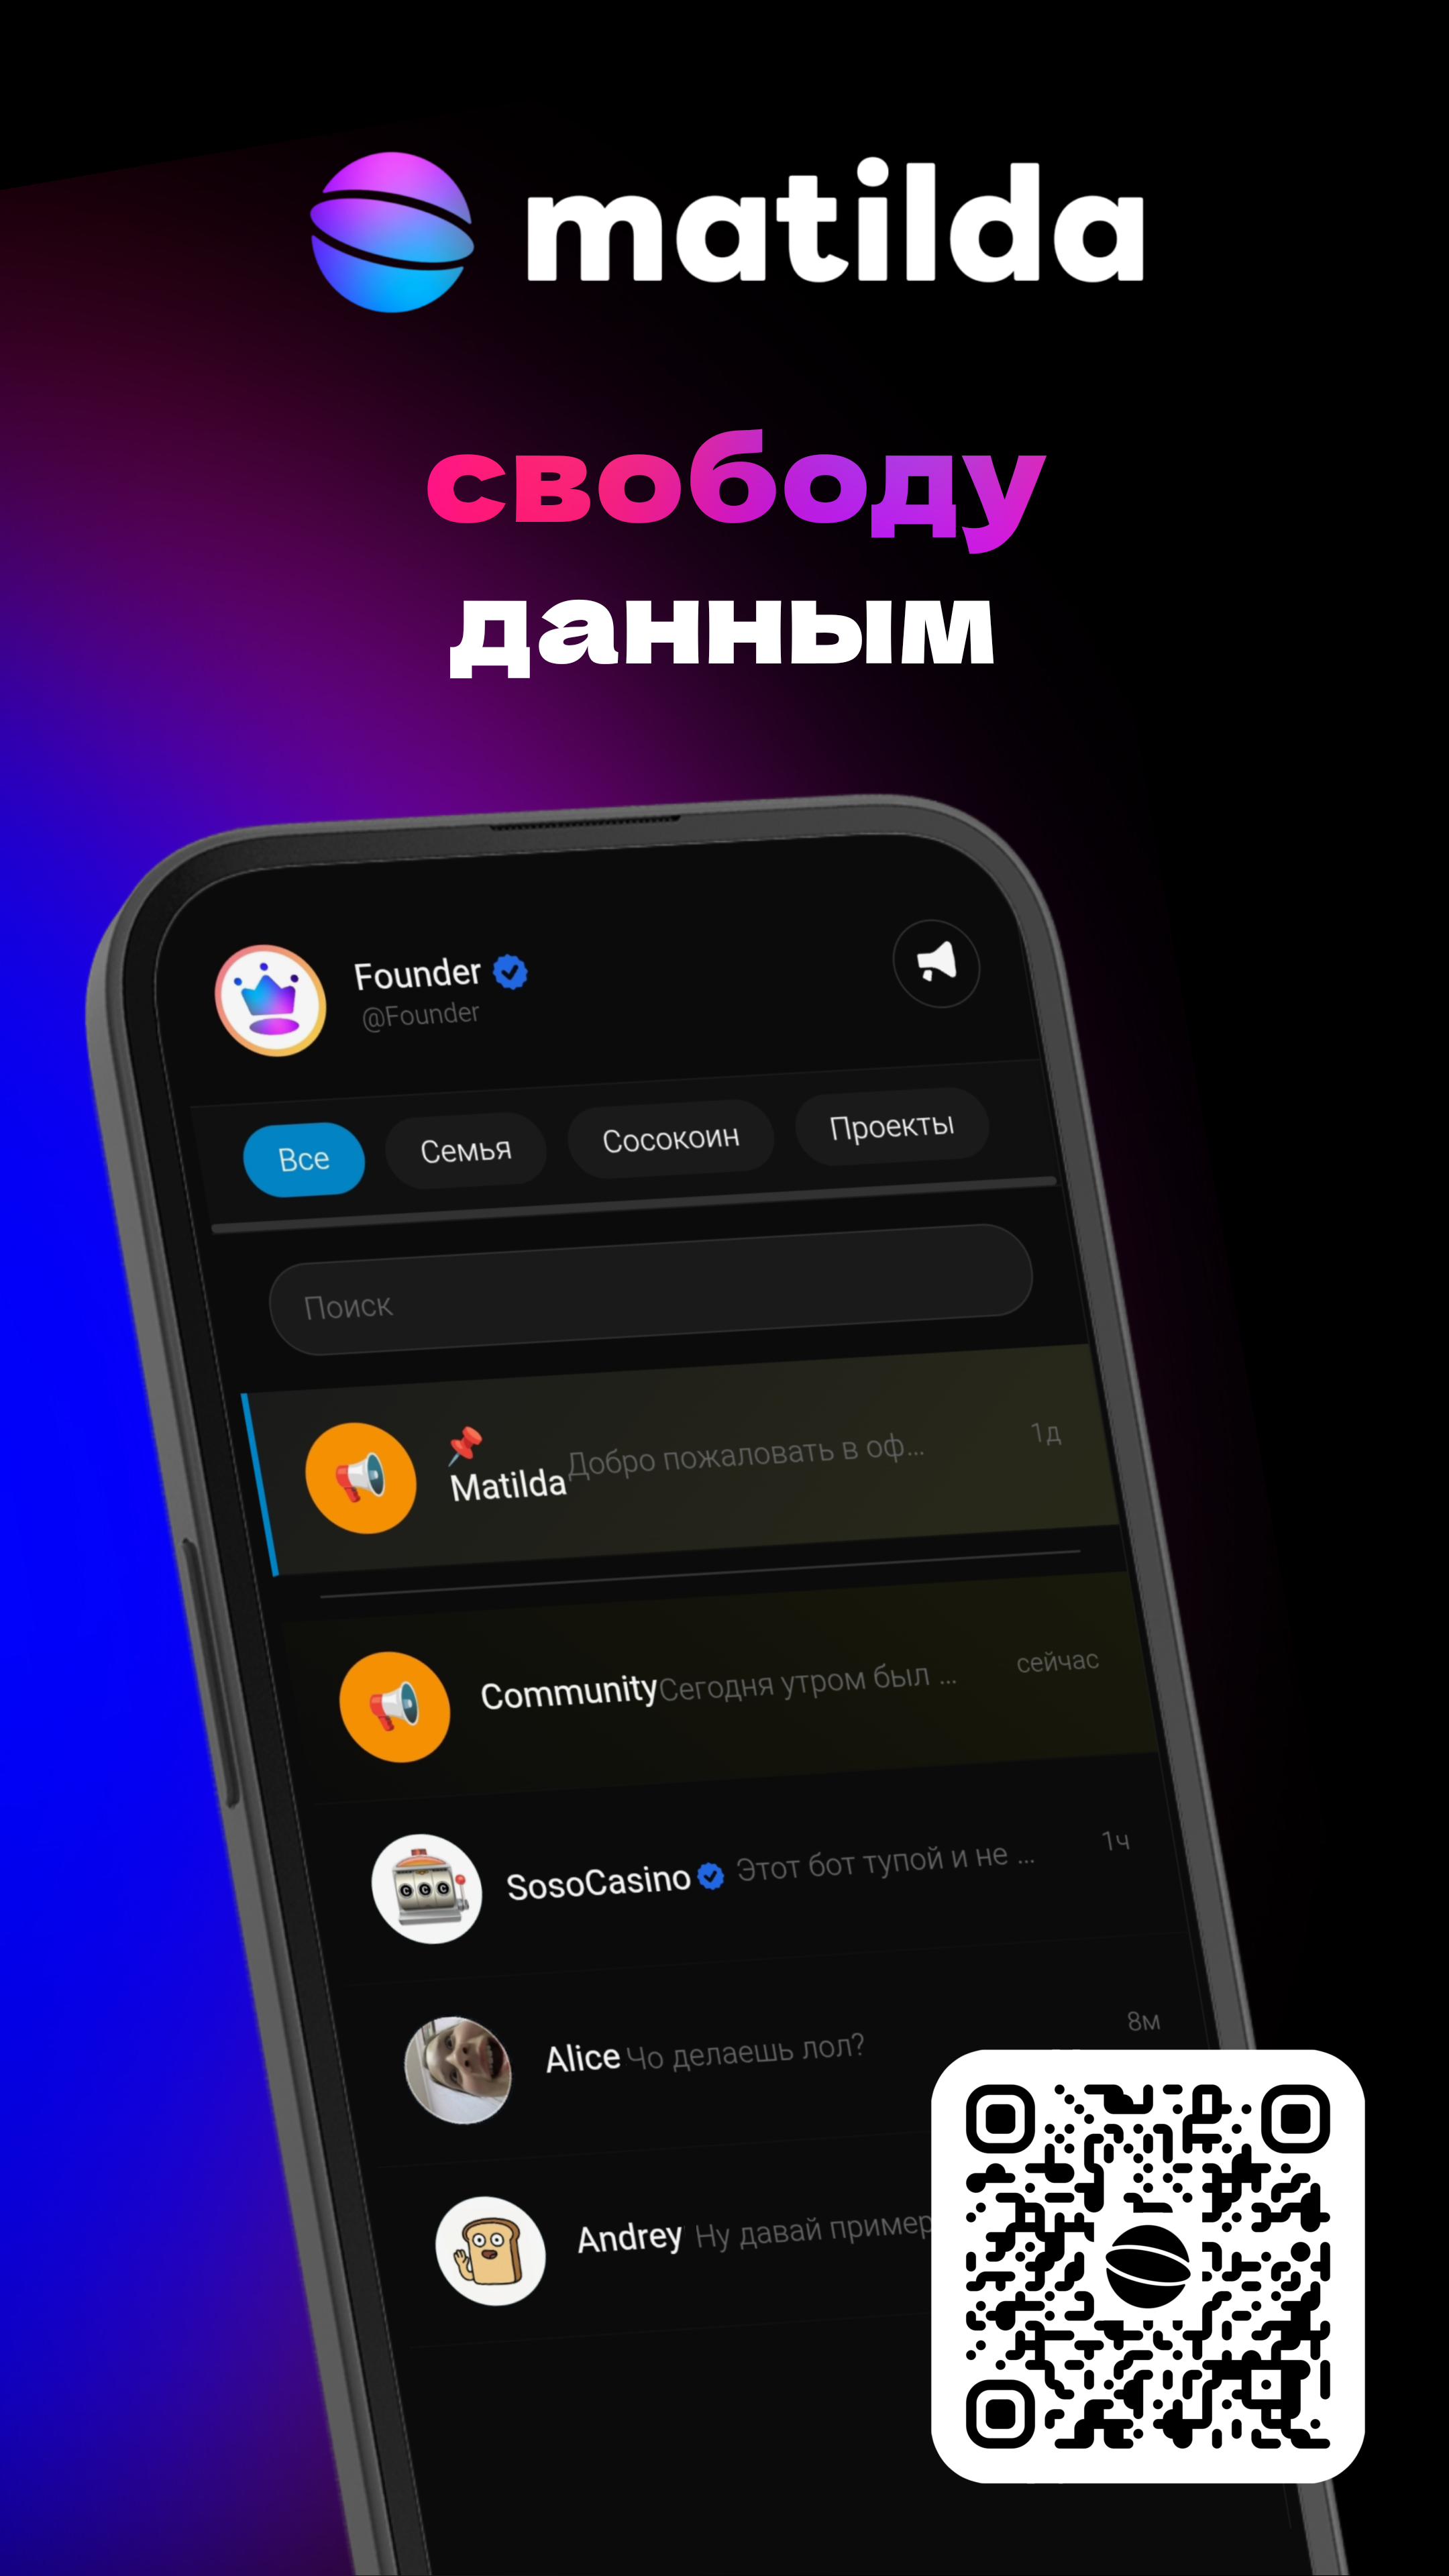 matilda
свободу
данным
Founder
@Founder
Все Семья Сосокоин Проекты
Поиск
Matilda Добро пожаловать в оф... 1д
Community Сегодня утром был ... сейчас
SosoCasino Этот бот тупой и не ... 1ч
C C C
Alice Чо делаешь лол? 8м
Andrey Ну давай пример